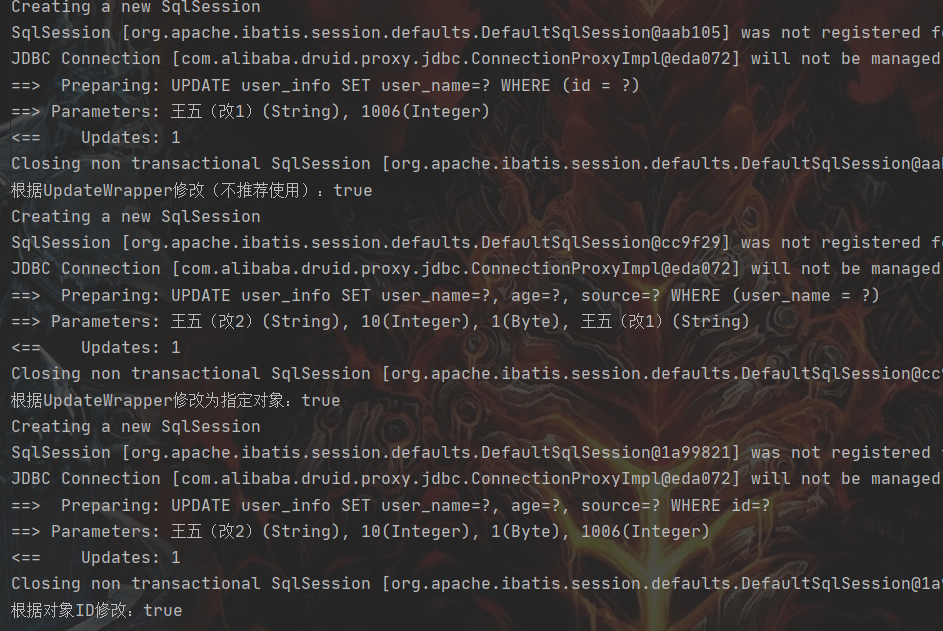 Creating a new SqlSession
SqlSession [org.apache.ibatis.session.defaults.DefaultSqlSession@aab105] was not registered
JDBC Connection [com.alibaba.druid.proxy.jdbc.ConnectionProxyImpl@eda072] will not be managed
==>  Preparing: UPDATE user_info SET user_name=? WHERE (id = ?)
==> Parameters: 王五（改1）(String), 1006(Integer)
<==    Updates: 1
Closing non transactional SqlSession [org.apache.ibatis.session.defaults.DefaultSqlSession@aa
根据UpdateWrapper修改（不推荐使用）：true
Creating a new SqlSession
SqlSession [org.apache.ibatis.session.defaults.DefaultSqlSession@cc9f29] was not registered
JDBC Connection [com.alibaba.druid.proxy.jdbc.ConnectionProxyImpl@eda072] will not be managed
==>  Preparing: UPDATE user_info SET user_name=?, age=?, source=? WHERE (user_name = ?)
==> Parameters: 王五（改2）(String), 10(Integer), 1(Byte), 王五（改1）(String)
<==    Updates: 1
Closing non transactional SqlSession [org.apache.ibatis.session.defaults.DefaultSqlSession@cc
根据UpdateWrapper修改为指定对象：true
Creating a new SqlSession
SqlSession [org.apache.ibatis.session.defaults.DefaultSqlSession@1a99821] was not registered
JDBC Connection [com.alibaba.druid.proxy.jdbc.ConnectionProxyImpl@eda072] will not be managed
==>  Preparing: UPDATE user_info SET user_name=?, age=?, source=? WHERE id=?
==> Parameters: 王五（改2）(String), 10(Integer), 1(Byte), 1006(Integer)
<==    Updates: 1
Closing non transactional SqlSession [org.apache.ibatis.session.defaults.DefaultSqlSession@1a
根据对象ID修改：true